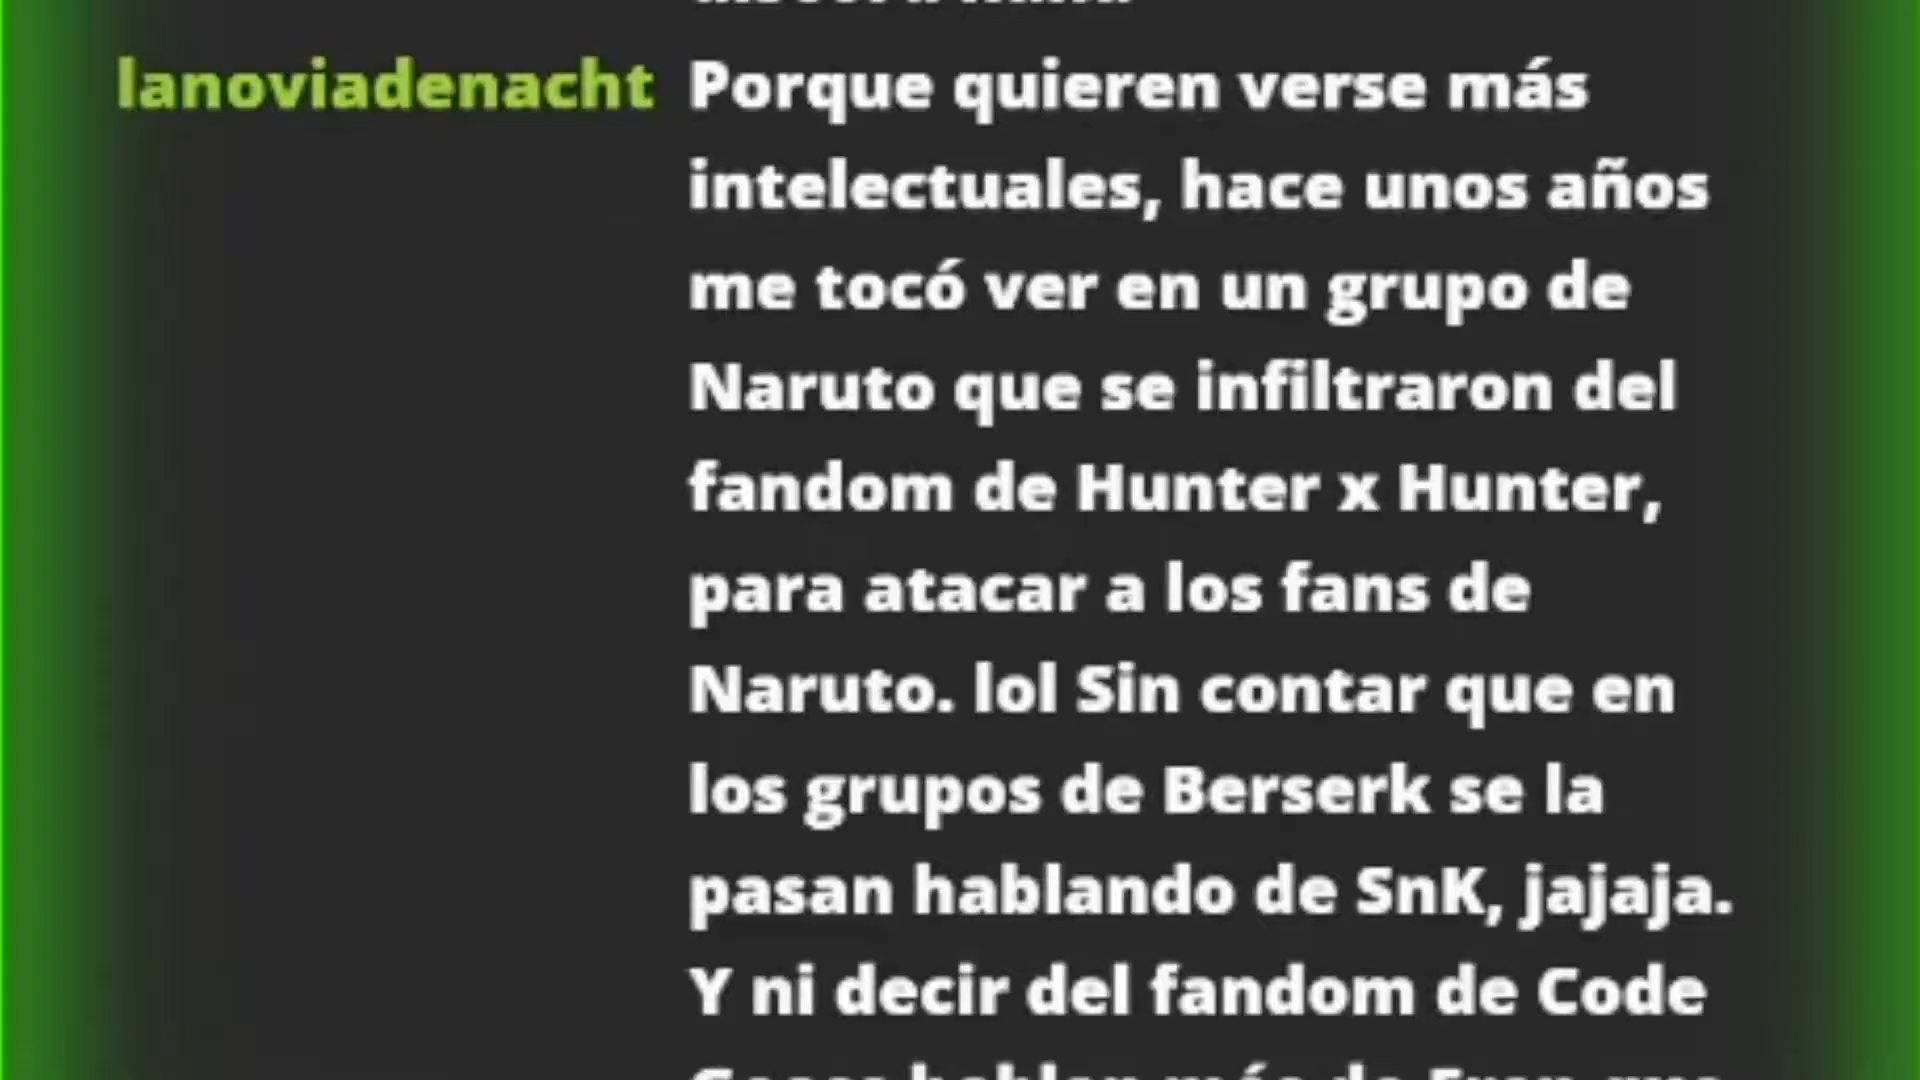 lanoviadenacht Porque quieren verse más
intelectuales, hace unos años
me tocó ver en un grupo de
Naruto que se infiltraron del
fandom de Hunter x Hunter,
para atacar a los fans de
Naruto. lol Sin contar que en
los grupos de Berserk se la
pasan hablando de SnK, jajaja.
Y ni decir del fandom de Code